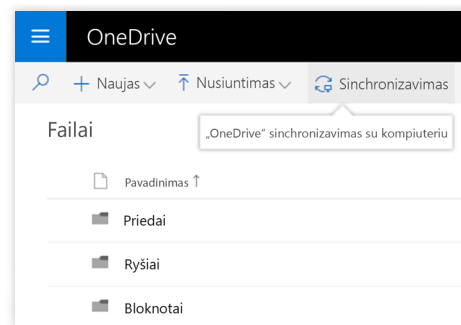 OneDrive
Naujas Nusiuntimas Sinchronizavimas
Failai
„OneDrive“ sinchronizavimas su kompiuteriu
Pavadinimas ↑
Priedai
Ryšiai
Bloknotai